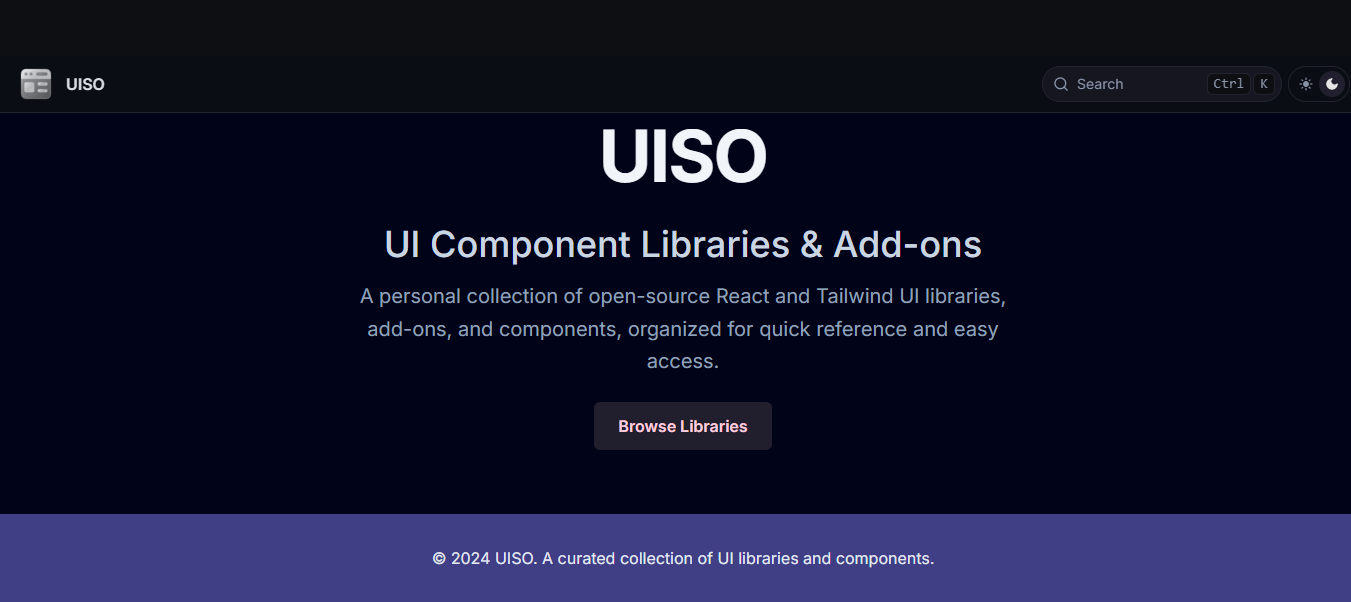 UISO
Search Ctrl K
UISO
UI Component Libraries & Add-ons
A personal collection of open-source React and Tailwind UI libraries,
add-ons, and components, organized for quick reference and easy
access.
Browse Libraries
© 2024 UISO. A curated collection of UI libraries and components.